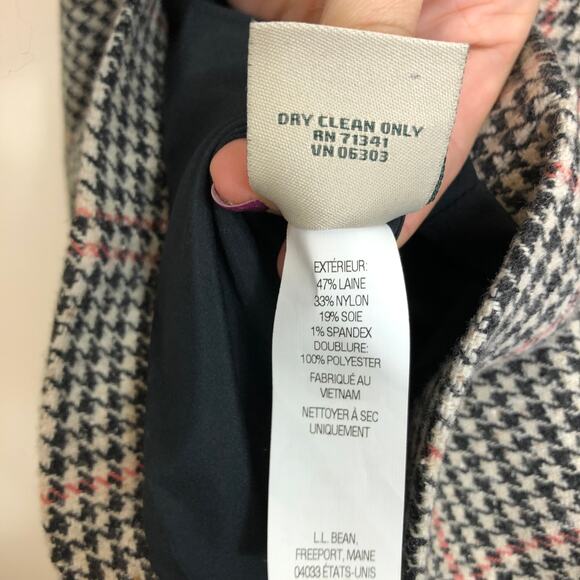 DRY CLEAN ONLY
RN 71341
VN 06303
EXTÉRIEUR:
47% LAINE
33% NYLON
19% SOIE
1% SPANDEX
DOUBLURE:
100% POLYESTER
FABRIQUÉ AU
VIETNAM
NETTOYER À SEC
UNIQUEMENT
L.L. BEAN,
FREEPORT, MAINE
04033 ÉTATS-UNIS